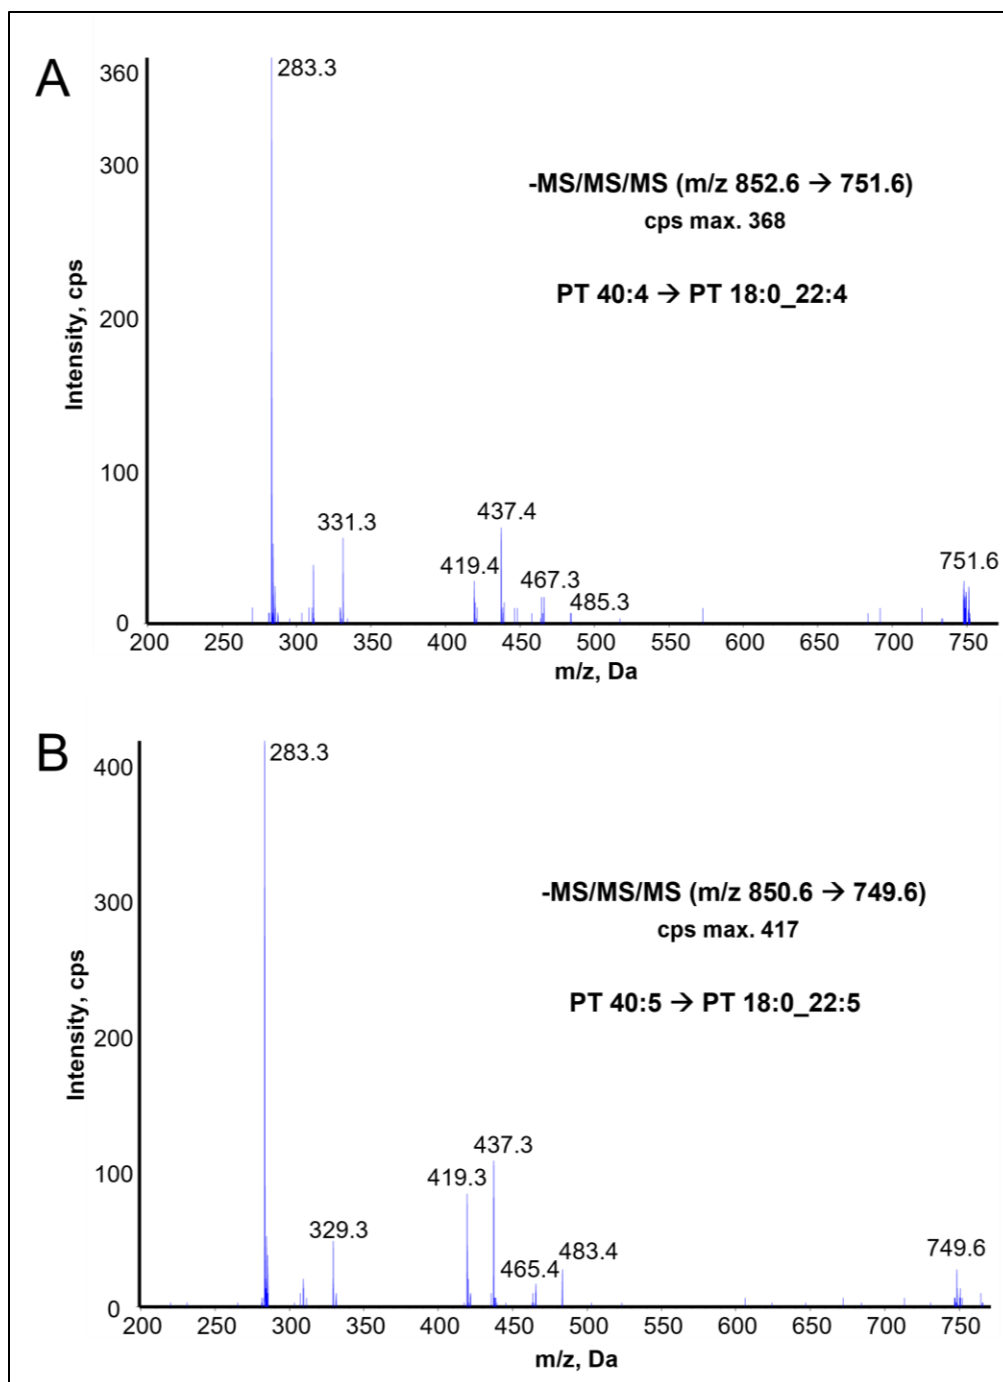 A
360
300
200
100
0
Intensity, cps
283.3
-MS/MS/MS (m/z 852.6 → 751.6)
cps max. 368
PT 40:4 → PT 18:0_22:4
331.3
419.4
437.4
467.3
485.3
751.6
200 250 300 350 400 450 500 550 600 650 700 750
m/z, Da
B
400
300
200
100
0
Intensity, cps
283.3
-MS/MS/MS (m/z 850.6 → 749.6)
cps max. 417
PT 40:5 → PT 18:0_22:5
329.3
419.3
437.3
465.4
483.4
749.6
200 250 300 350 400 450 500 550 600 650 700 750
m/z, Da